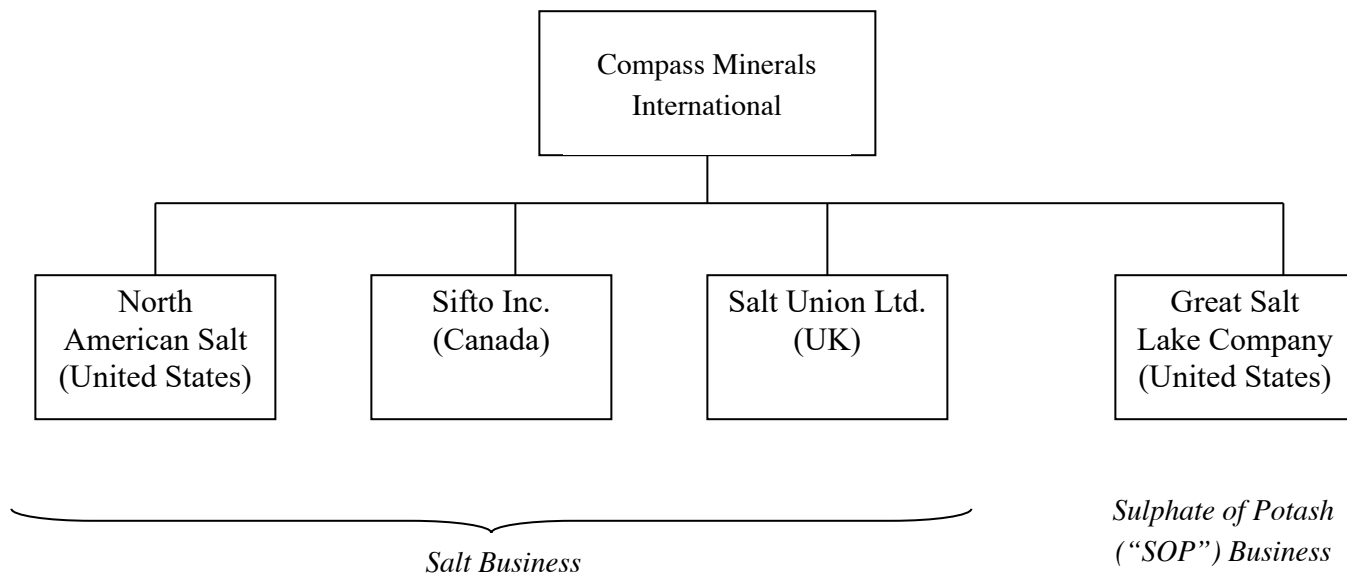 Compass Minerals
International
North
American Salt
(United States)
Sifto Inc.
(Canada)
Salt Union Ltd.
(UK)
Great Salt
Lake Company
(United States)
Salt Business
Sulphate of Potash
(“SOP”) Business